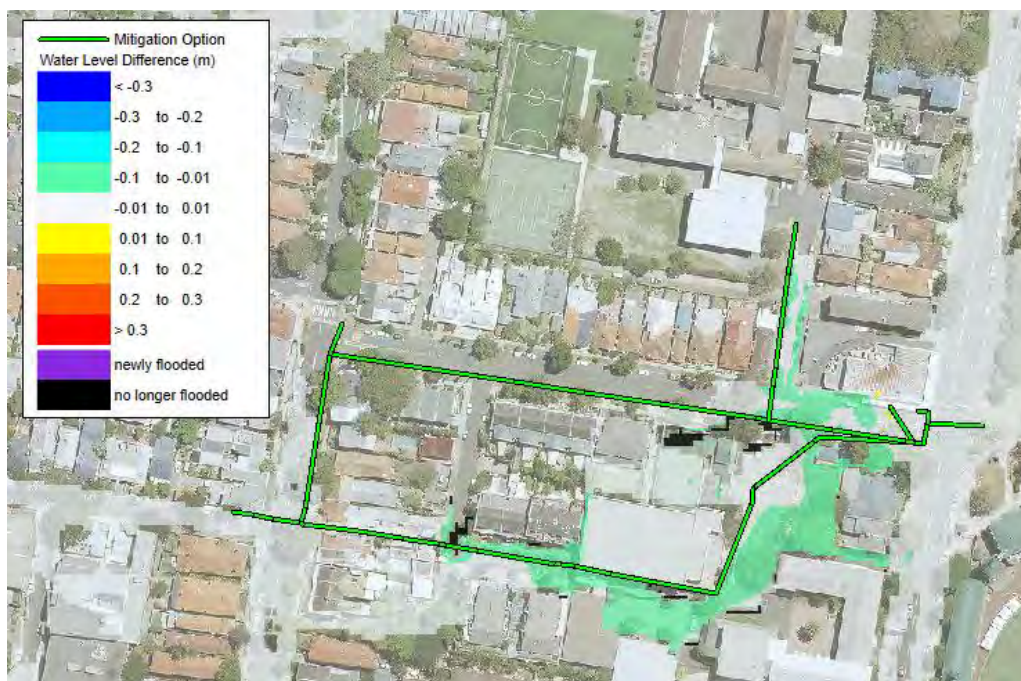 Mitigation Option
Water Level Difference (m)
< -0.3
-0.3 to -0.2
-0.2 to -0.1
-0.1 to -0.01
-0.01 to 0.01
0.01 to 0.1
0.1 to 0.2
0.2 to 0.3
> 0.3
newly flooded
no longer flooded